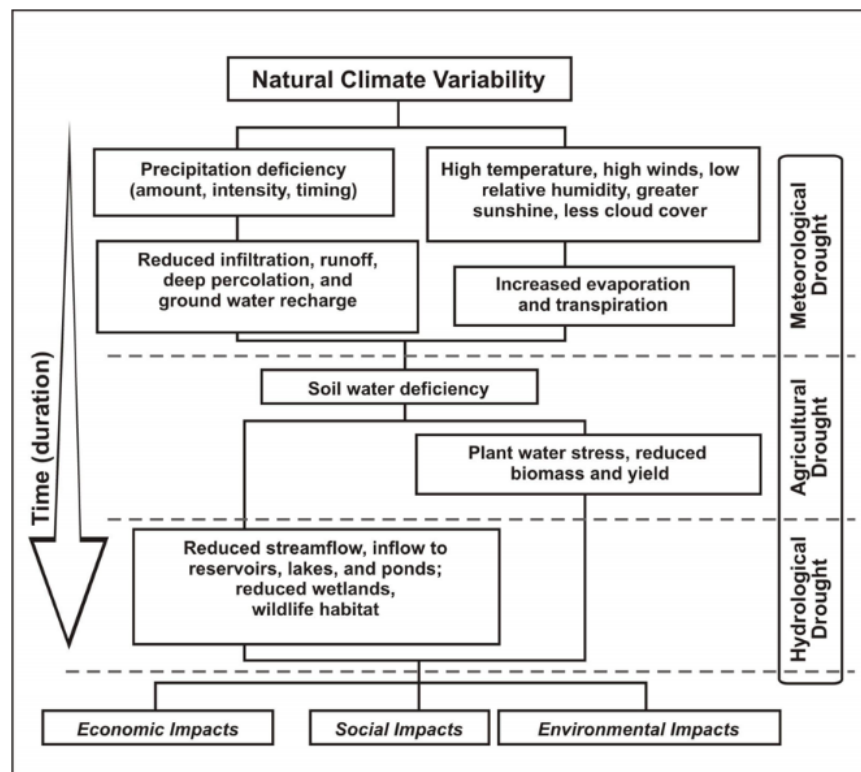 Natural Climate Variability
Precipitation deficiency
(amount, intensity, timing)
High temperature, high winds, low
relative humidity, greater
sunshine, less cloud cover
Reduced infiltration, runoff,
deep percolation, and
ground water recharge
Increased evaporation
and transpiration
Meteorological
Drought
Time (duration)
Soil water deficiency
Plant water stress, reduced
biomass and yield
Agricultural
Drought
Reduced streamflow, inflow to
reservoirs, lakes, and ponds;
reduced wetlands,
wildlife habitat
Hydrological
Drought
Economic Impacts
Social Impacts
Environmental Impacts